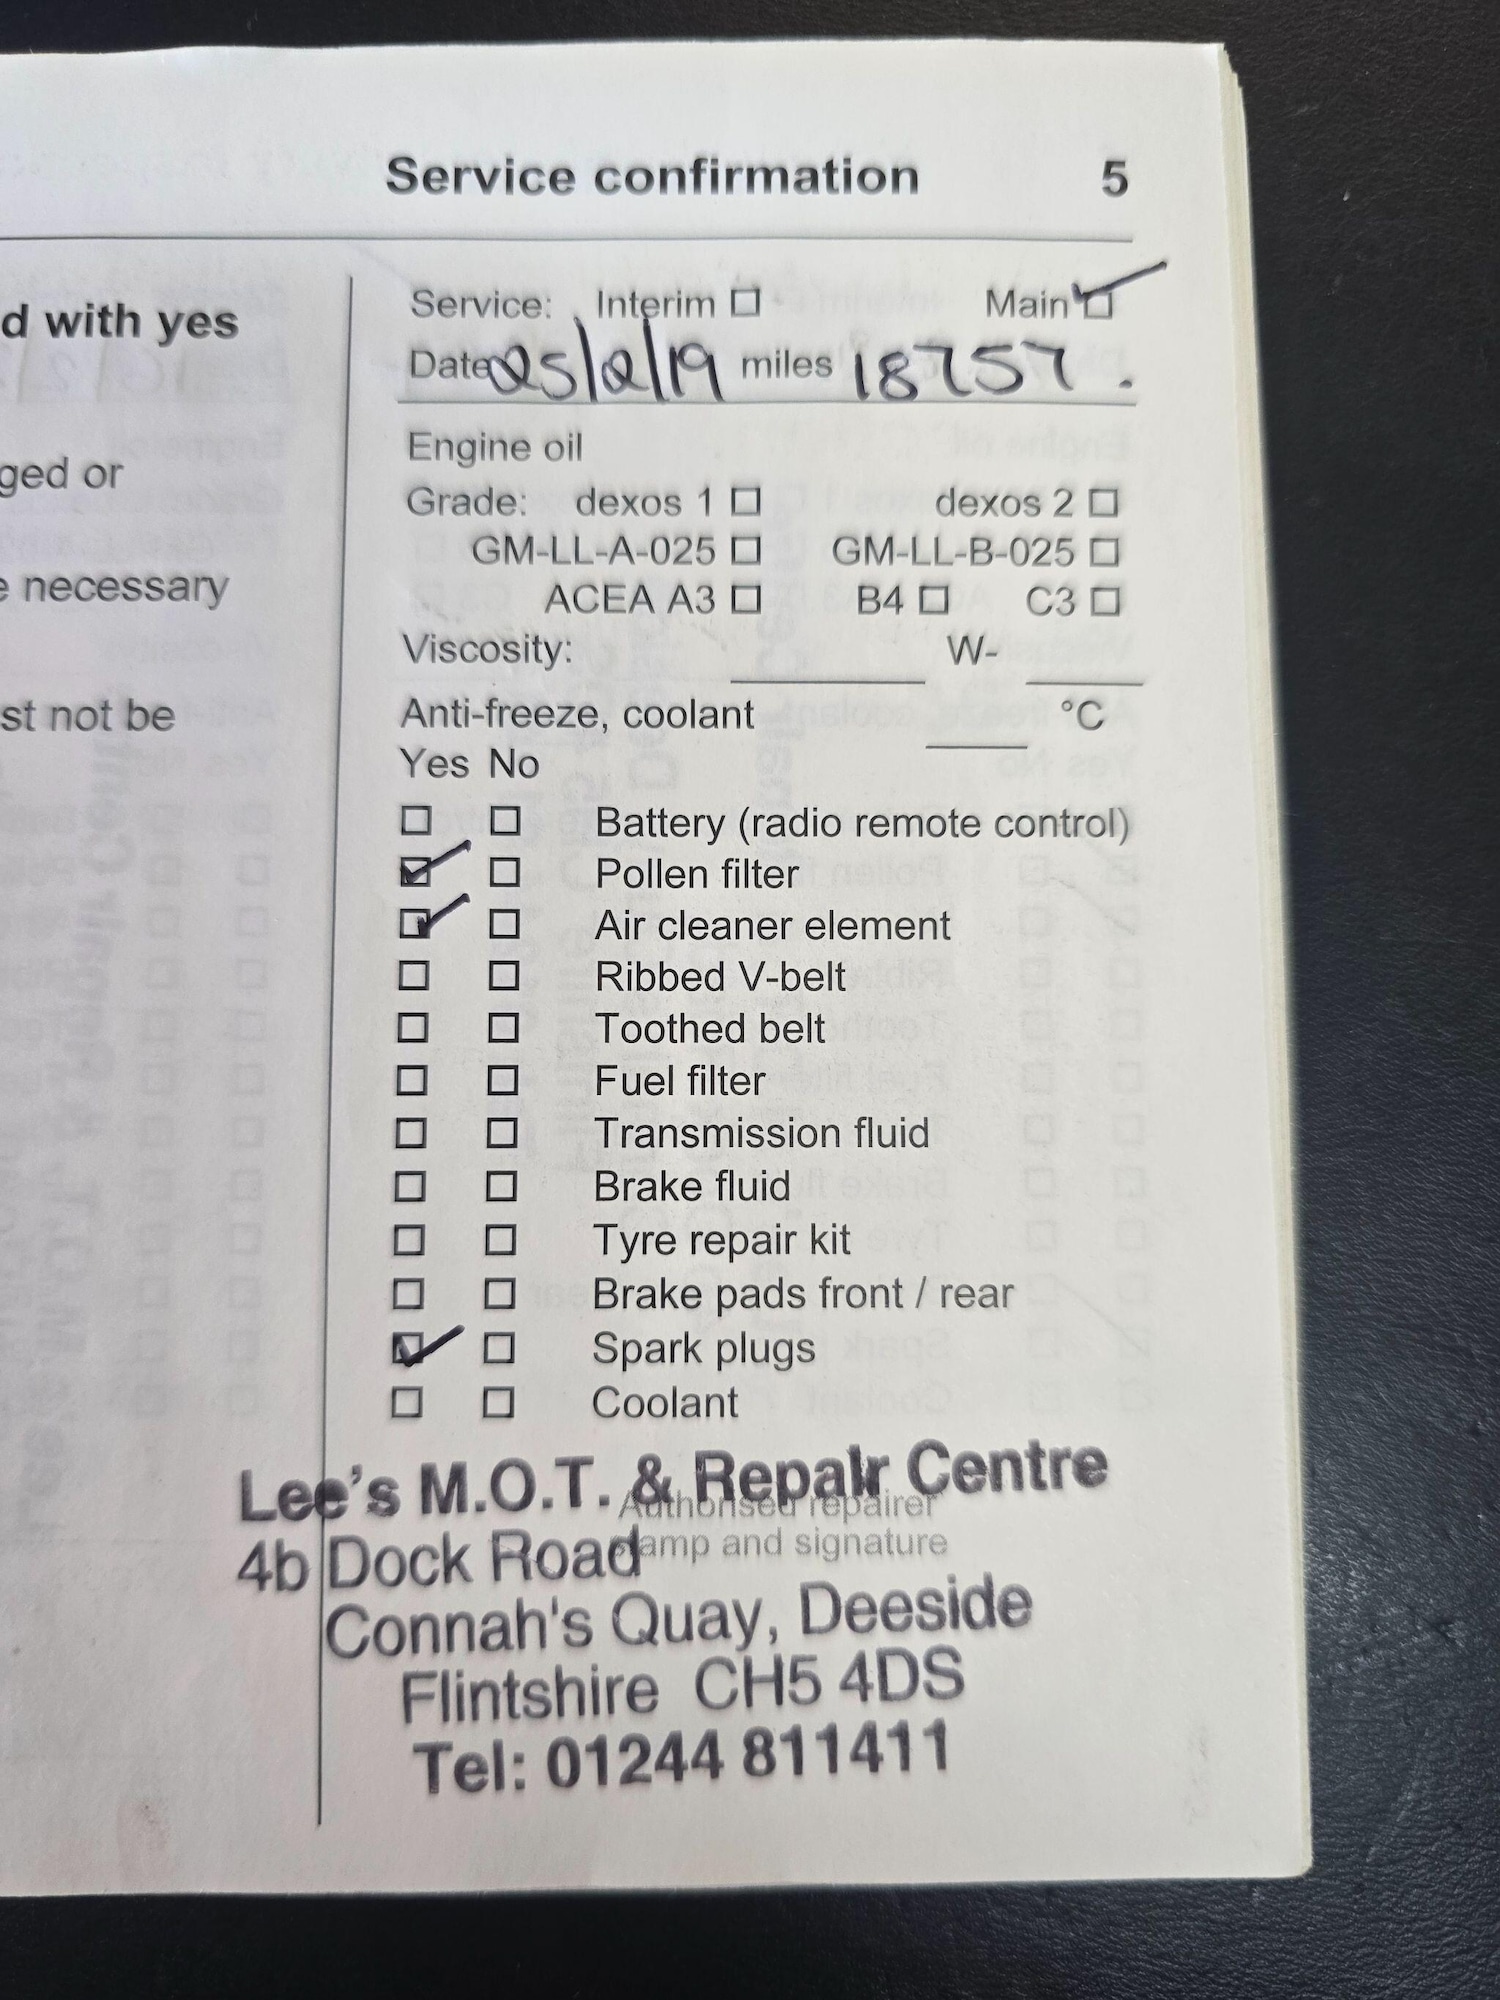 Service confirmation 5
d with yes
ged or
e necessary
st not be
Service: Interim ☐ Main ☑
Date 25/2/19 miles 18757.
Engine oil
Grade: dexos 1 ☐ dexos 2 ☐
GM-LL-A-025 ☐ GM-LL-B-025 ☐
ACEA A3 ☐ B4 ☐ C3 ☐
Viscosity: W-
Anti-freeze, coolant °C
Yes No
☐ ☐ Battery (radio remote control)
☑ ☐ Pollen filter
☑ ☐ Air cleaner element
☐ ☐ Ribbed V-belt
☐ ☐ Toothed belt
☐ ☐ Fuel filter
☐ ☐ Transmission fluid
☐ ☐ Brake fluid
☐ ☐ Tyre repair kit
☐ ☐ Brake pads front / rear
☑ ☐ Spark plugs
☐ ☐ Coolant
Authorised repairer
stamp and signature
Lee's M.O.T. & Repair Centre
4b Dock Road
Connah's Quay, Deeside
Flintshire CH5 4DS
Tel: 01244 811411